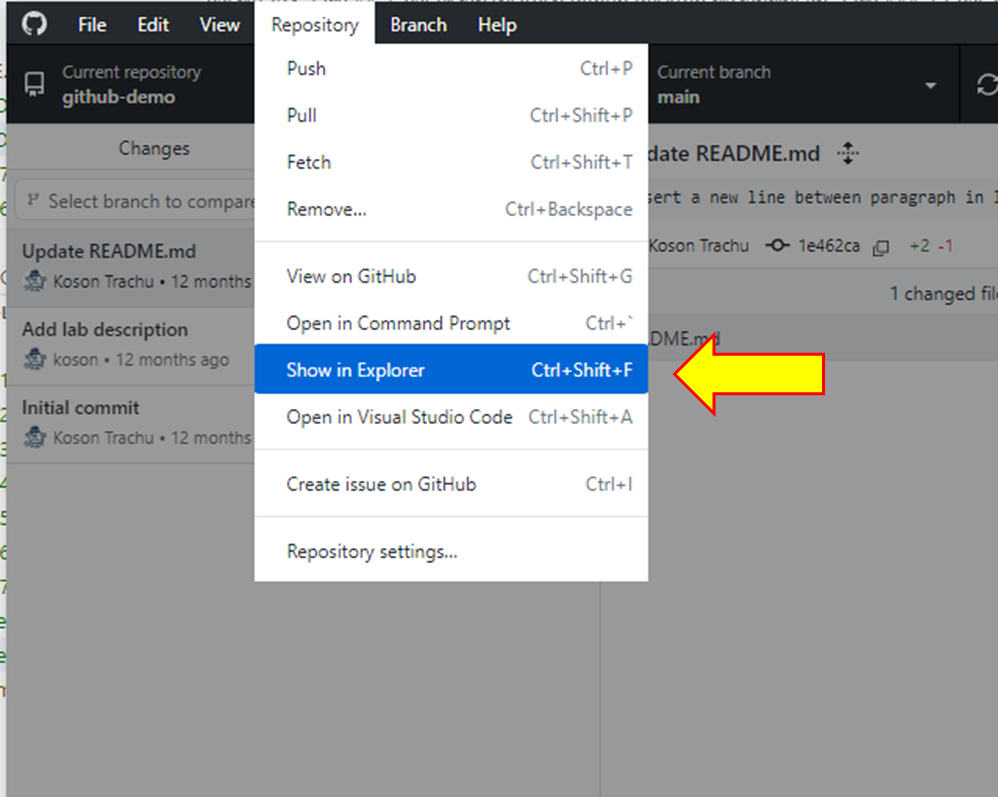 File Edit View Repository Branch Help
Current repository
github-demo
Current branch
main
Changes
Select branch to compare
Update README.md
Koson Trachu • 12 months
Add lab description
koson • 12 months ago
Initial commit
Koson Trachu • 12 months
Push Ctrl+P
Pull Ctrl+Shift+P
Fetch Ctrl+Shift+T
Remove... Ctrl+Backspace
View on GitHub Ctrl+Shift+G
Open in Command Prompt Ctrl+`
Show in Explorer Ctrl+Shift+F
Open in Visual Studio Code Ctrl+Shift+A
Create issue on GitHub Ctrl+I
Repository settings...
date README.md
sert a new line between paragraph in
Koson Trachu 1e462ca +2 -1
1 changed file
DME.md